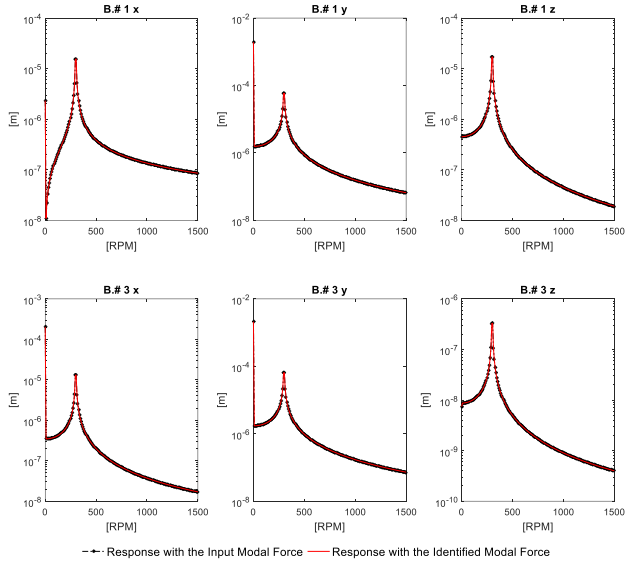 B.# 1 x
B.# 1 y
B.# 1 z
10^-4
10^-5
10^-6
10^-7
10^-8
[m]
0 500 1000 1500
[RPM]
10^-2
10^-4
10^-6
10^-8
[m]
0 500 1000 1500
[RPM]
10^-4
10^-5
10^-6
10^-7
10^-8
[m]
0 500 1000 1500
[RPM]
B.# 3 x
B.# 3 y
B.# 3 z
10^-3
10^-4
10^-5
10^-6
10^-7
10^-8
[m]
0 500 1000 1500
[RPM]
10^-2
10^-4
10^-6
10^-8
[m]
0 500 1000 1500
[RPM]
10^-6
10^-7
10^-8
10^-9
10^-10
[m]
0 500 1000 1500
[RPM]
Response with the Input Modal Force Response with the Identified Modal Force